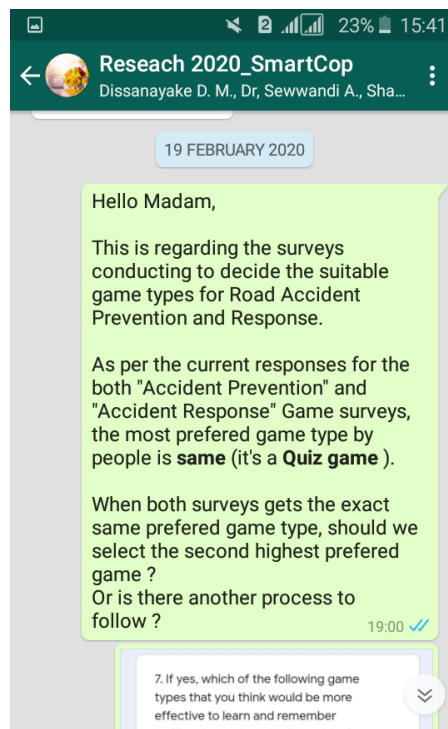 2 23% 15:41
Reseach 2020_SmartCop
Dissanayake D. M., Dr, Sewwandi A., Sha...
19 FEBRUARY 2020
Hello Madam,
This is regarding the surveys
conducting to decide the suitable
game types for Road Accident
Prevention and Response.
As per the current responses for the
both "Accident Prevention" and
"Accident Response" Game surveys,
the most prefered game type by
people is same (it's a Quiz game ).
When both surveys gets the exact
same prefered game type, should we
select the second highest prefered
game ?
Or is there another process to
follow ?
19:00
7. If yes, which of the following game
types that you think would be more
effective to learn and remember